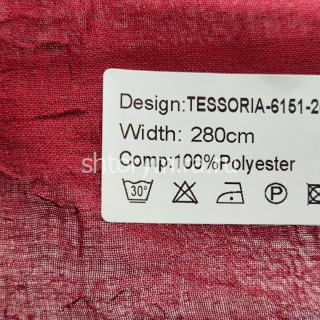 Design:TESSORIA-6151-2
Width: 280cm
Comp:100%Polyester
30°
P